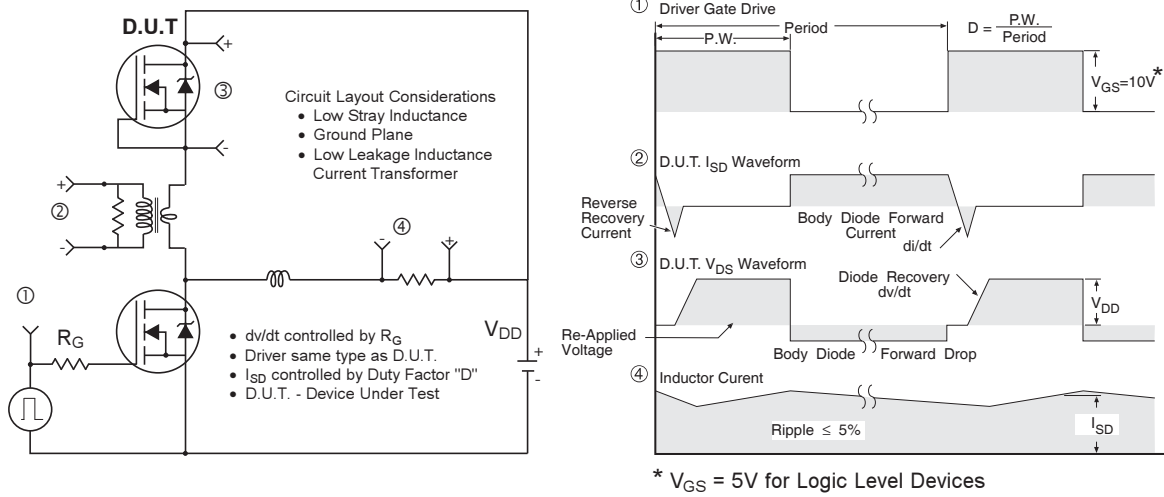 D.U.T
+
③
-
Circuit Layout Considerations
• Low Stray Inductance
• Ground Plane
• Low Leakage Inductance
Current Transformer
+
②
-
④
- +
①
R_G
V_DD
+
-
• dv/dt controlled by R_G
• Driver same type as D.U.T.
• I_SD controlled by Duty Factor "D"
• D.U.T. - Device Under Test
① Driver Gate Drive
Period
P.W.
D = P.W.
Period
V_GS=10V*
② D.U.T. I_SD Waveform
Reverse
Recovery
Current
Body Diode Forward
Current
di/dt
③ D.U.T. V_DS Waveform
Diode Recovery
dv/dt
V_DD
Re-Applied
Voltage
Body Diode Forward Drop
④ Inductor Curent
Ripple ≤ 5%
I_SD
* V_GS = 5V for Logic Level Devices